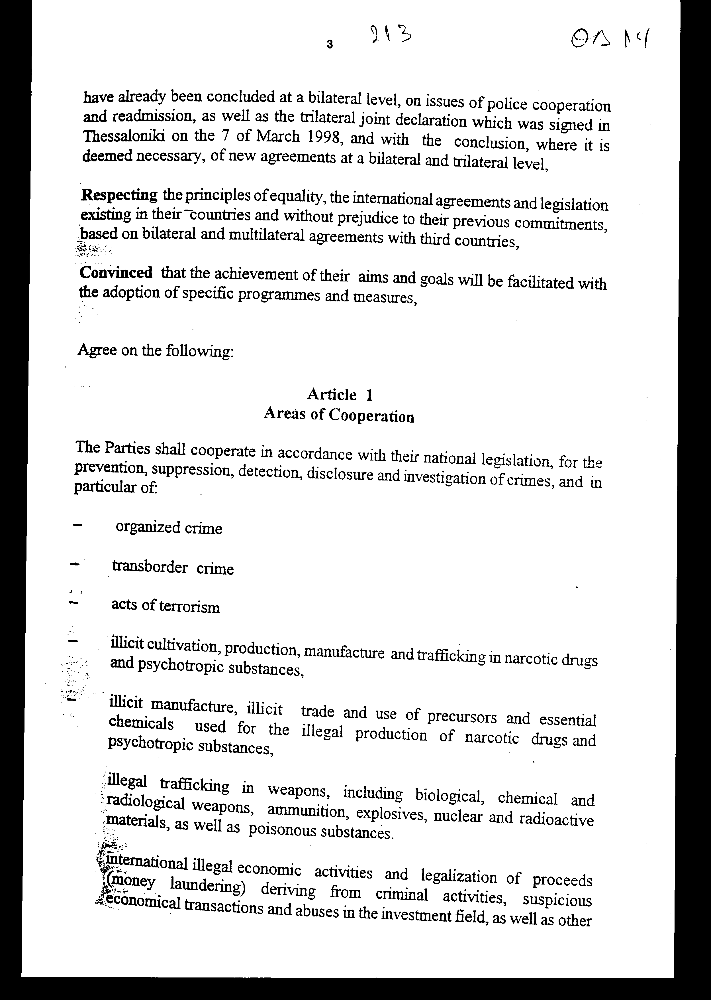 3
213
ΟΔ 14
have already been concluded at a bilateral level, on issues of police cooperation
and readmission, as well as the trilateral joint declaration which was signed in
Thessaloniki on the 7 of March 1998, and with the conclusion, where it is
deemed necessary, of new agreements at a bilateral and trilateral level,
Respecting the principles of equality, the international agreements and legislation
existing in their countries and without prejudice to their previous commitments,
based on bilateral and multilateral agreements with third countries,
Convinced that the achievement of their aims and goals will be facilitated with
the adoption of specific programmes and measures,
Agree on the following:
Article 1
Areas of Cooperation
The Parties shall cooperate in accordance with their national legislation, for the
prevention, suppression, detection, disclosure and investigation of crimes, and in
particular of:
– organized crime
– transborder crime
– acts of terrorism
– illicit cultivation, production, manufacture and trafficking in narcotic drugs
and psychotropic substances,
– illicit manufacture, illicit trade and use of precursors and essential
chemicals used for the illegal production of narcotic drugs and
psychotropic substances,
illegal trafficking in weapons, including biological, chemical and
radiological weapons, ammunition, explosives, nuclear and radioactive
materials, as well as poisonous substances.
international illegal economic activities and legalization of proceeds
(money laundering) deriving from criminal activities, suspicious
economical transactions and abuses in the investment field, as well as other